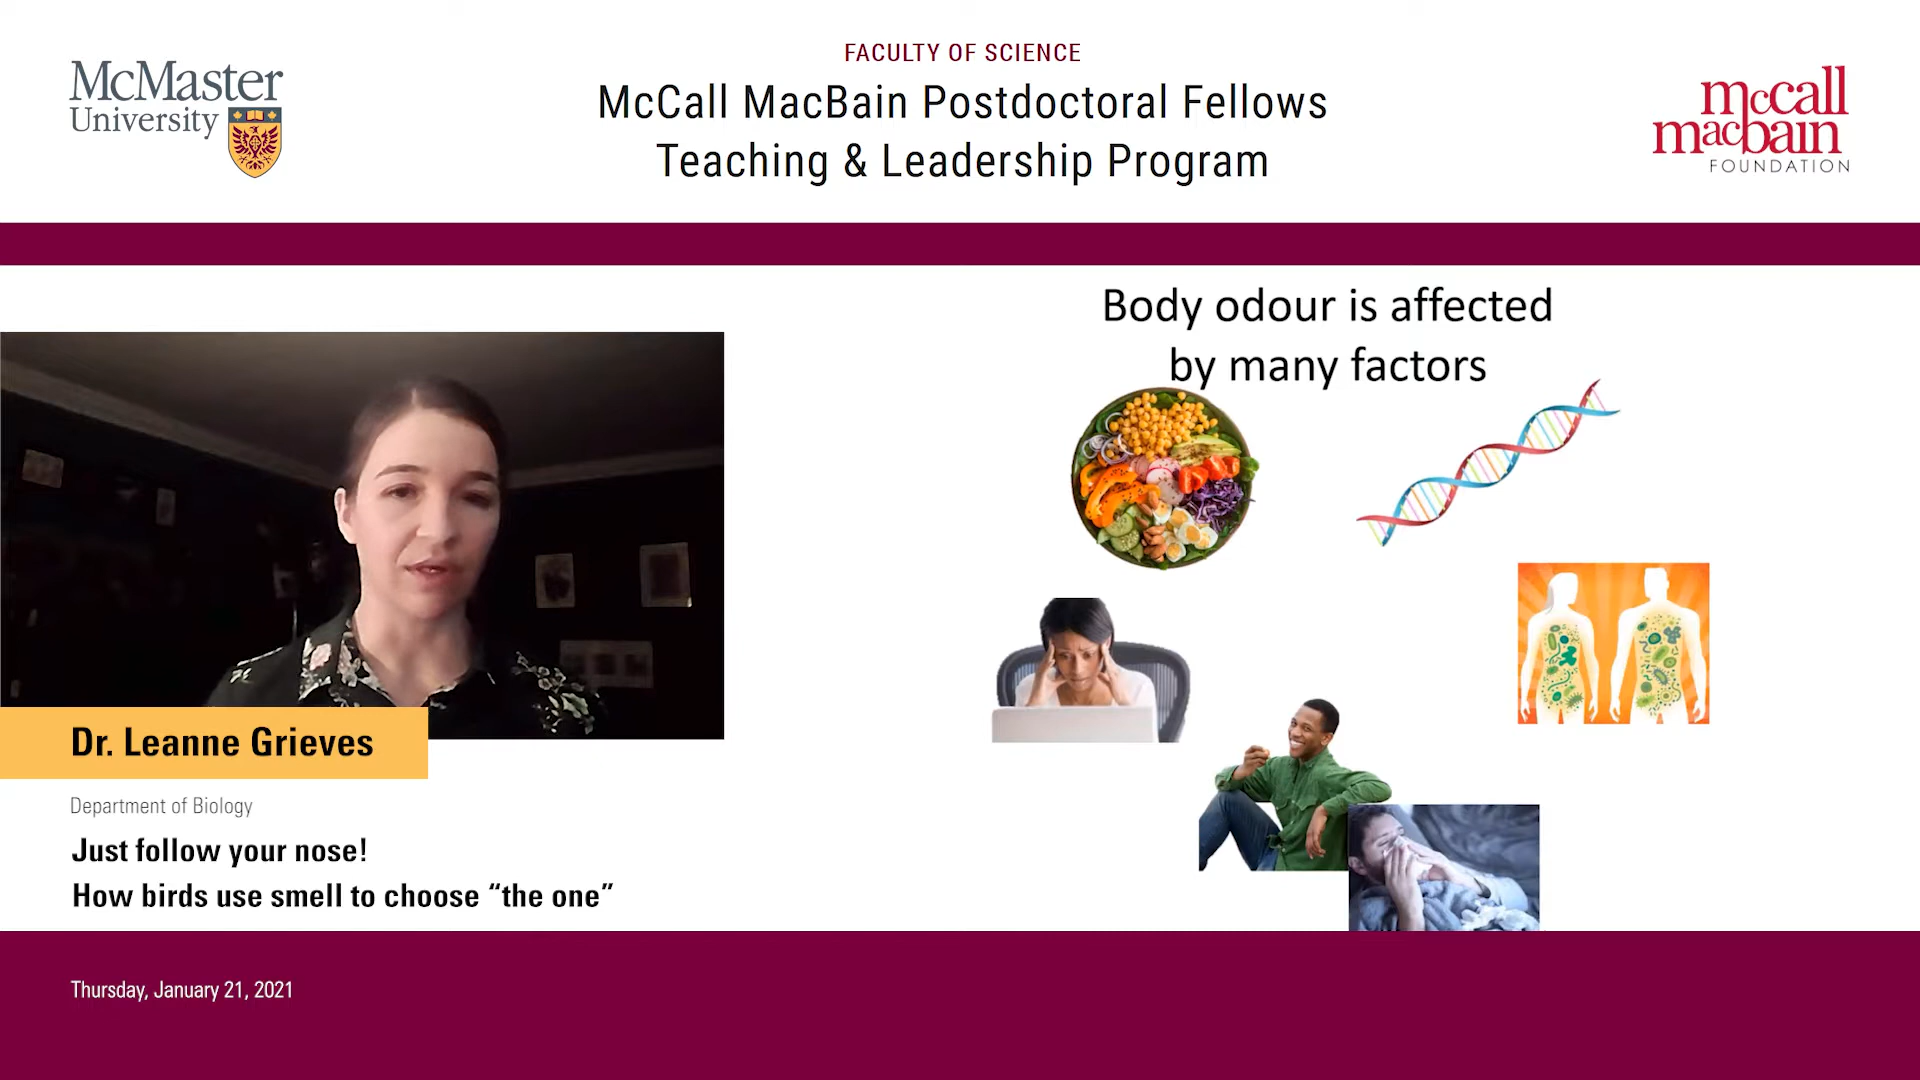 McMaster
University
FACULTY OF SCIENCE
McCall MacBain Postdoctoral Fellows
Teaching & Leadership Program
mccall
macbain
FOUNDATION
Body odour is affected
by many factors
Dr. Leanne Grieves
Department of Biology
Just follow your nose!
How birds use smell to choose “the one”
Thursday, January 21, 2021